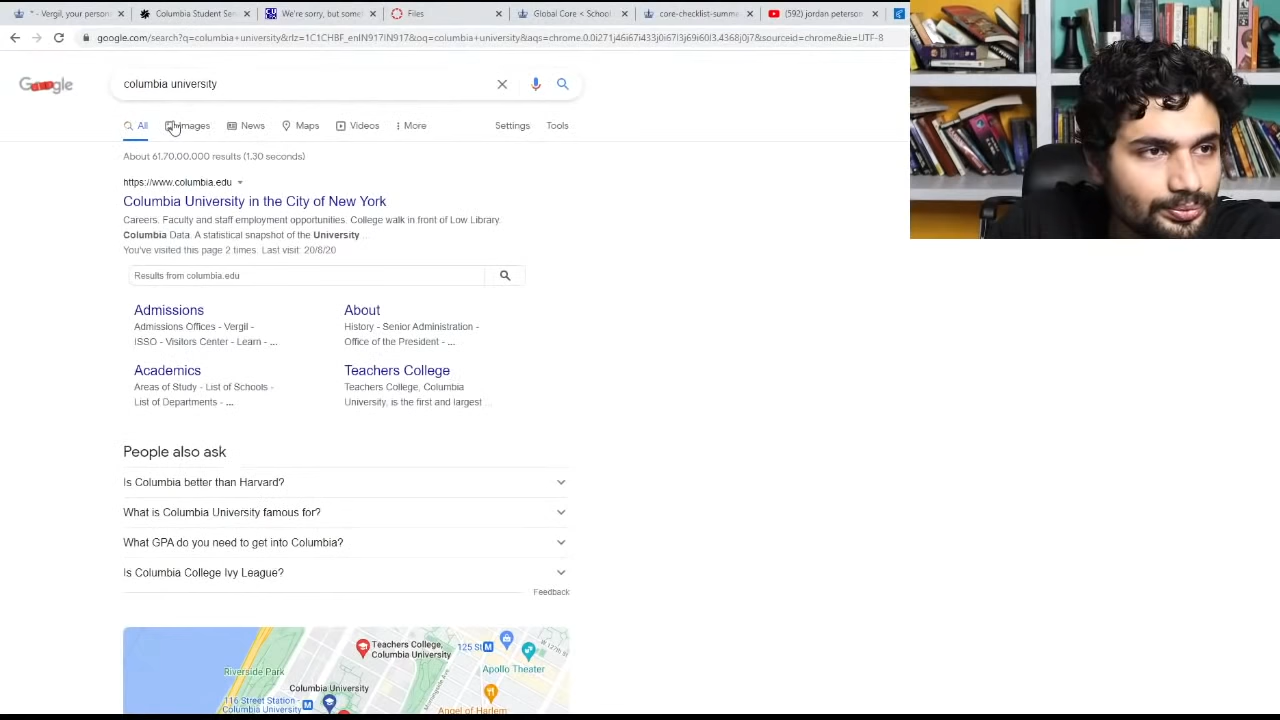 " - Vergil, your persona
Columbia Student Se
We're sorry, but some
Files
Global Core < School
core-checklist-summe
(592) jordan peterson
google.com/search?q=columbia+university&rlz=1C1CHBF_enIN917IN917&oq=columbia+university&aqs=chrome.0.0i271j46i67i433j0i67l3j69i60l3.4368j0j7&sourceid=chrome&ie=UTF-8
columbia university
All
Images
News
Maps
Videos
More
Settings
Tools
About 61,70,00,000 results (1.30 seconds)
https://www.columbia.edu
Columbia University in the City of New York
Careers. Faculty and staff employment opportunities. College walk in front of Low Library.
Columbia Data. A statistical snapshot of the University ...
You've visited this page 2 times. Last visit: 20/6/20
Results from columbia.edu
Admissions
Admissions Offices - Vergil -
ISSO - Visitors Center - Learn - ...
About
History - Senior Administration -
Office of the President - ...
Academics
Areas of Study - List of Schools -
List of Departments - ...
Teachers College
Teachers College, Columbia
University, is the first and largest ...
People also ask
Is Columbia better than Harvard?
What is Columbia University famous for?
What GPA do you need to get into Columbia?
Is Columbia College Ivy League?
Feedback
Teachers College,
Columbia University
125 St
Apollo Theater
Riverside Park
Columbia University
116 Street Station -
Columbia University
Angel of Harlem